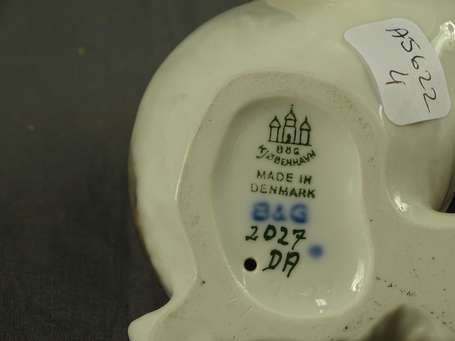 A5622
4
B&G
KJØBENHAVN
MADE IN
DENMARK
B&G
2027
DA